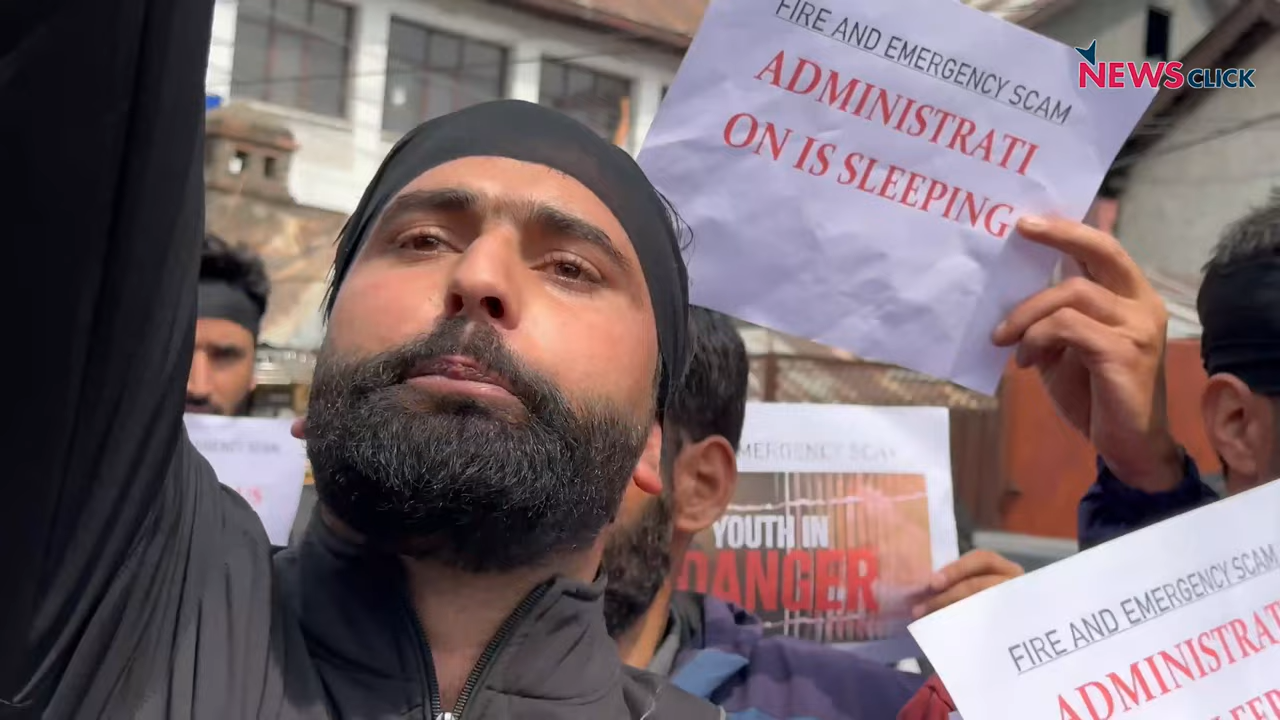 FIRE AND EMERGENCY SCAM
ADMINISTRATI
ON IS SLEEPING
NEWSCLICK
EMERGENCY SCAM
YOUTH IN
DANGER
FIRE AND EMERGENCY SCAM
ADMINISTRAT